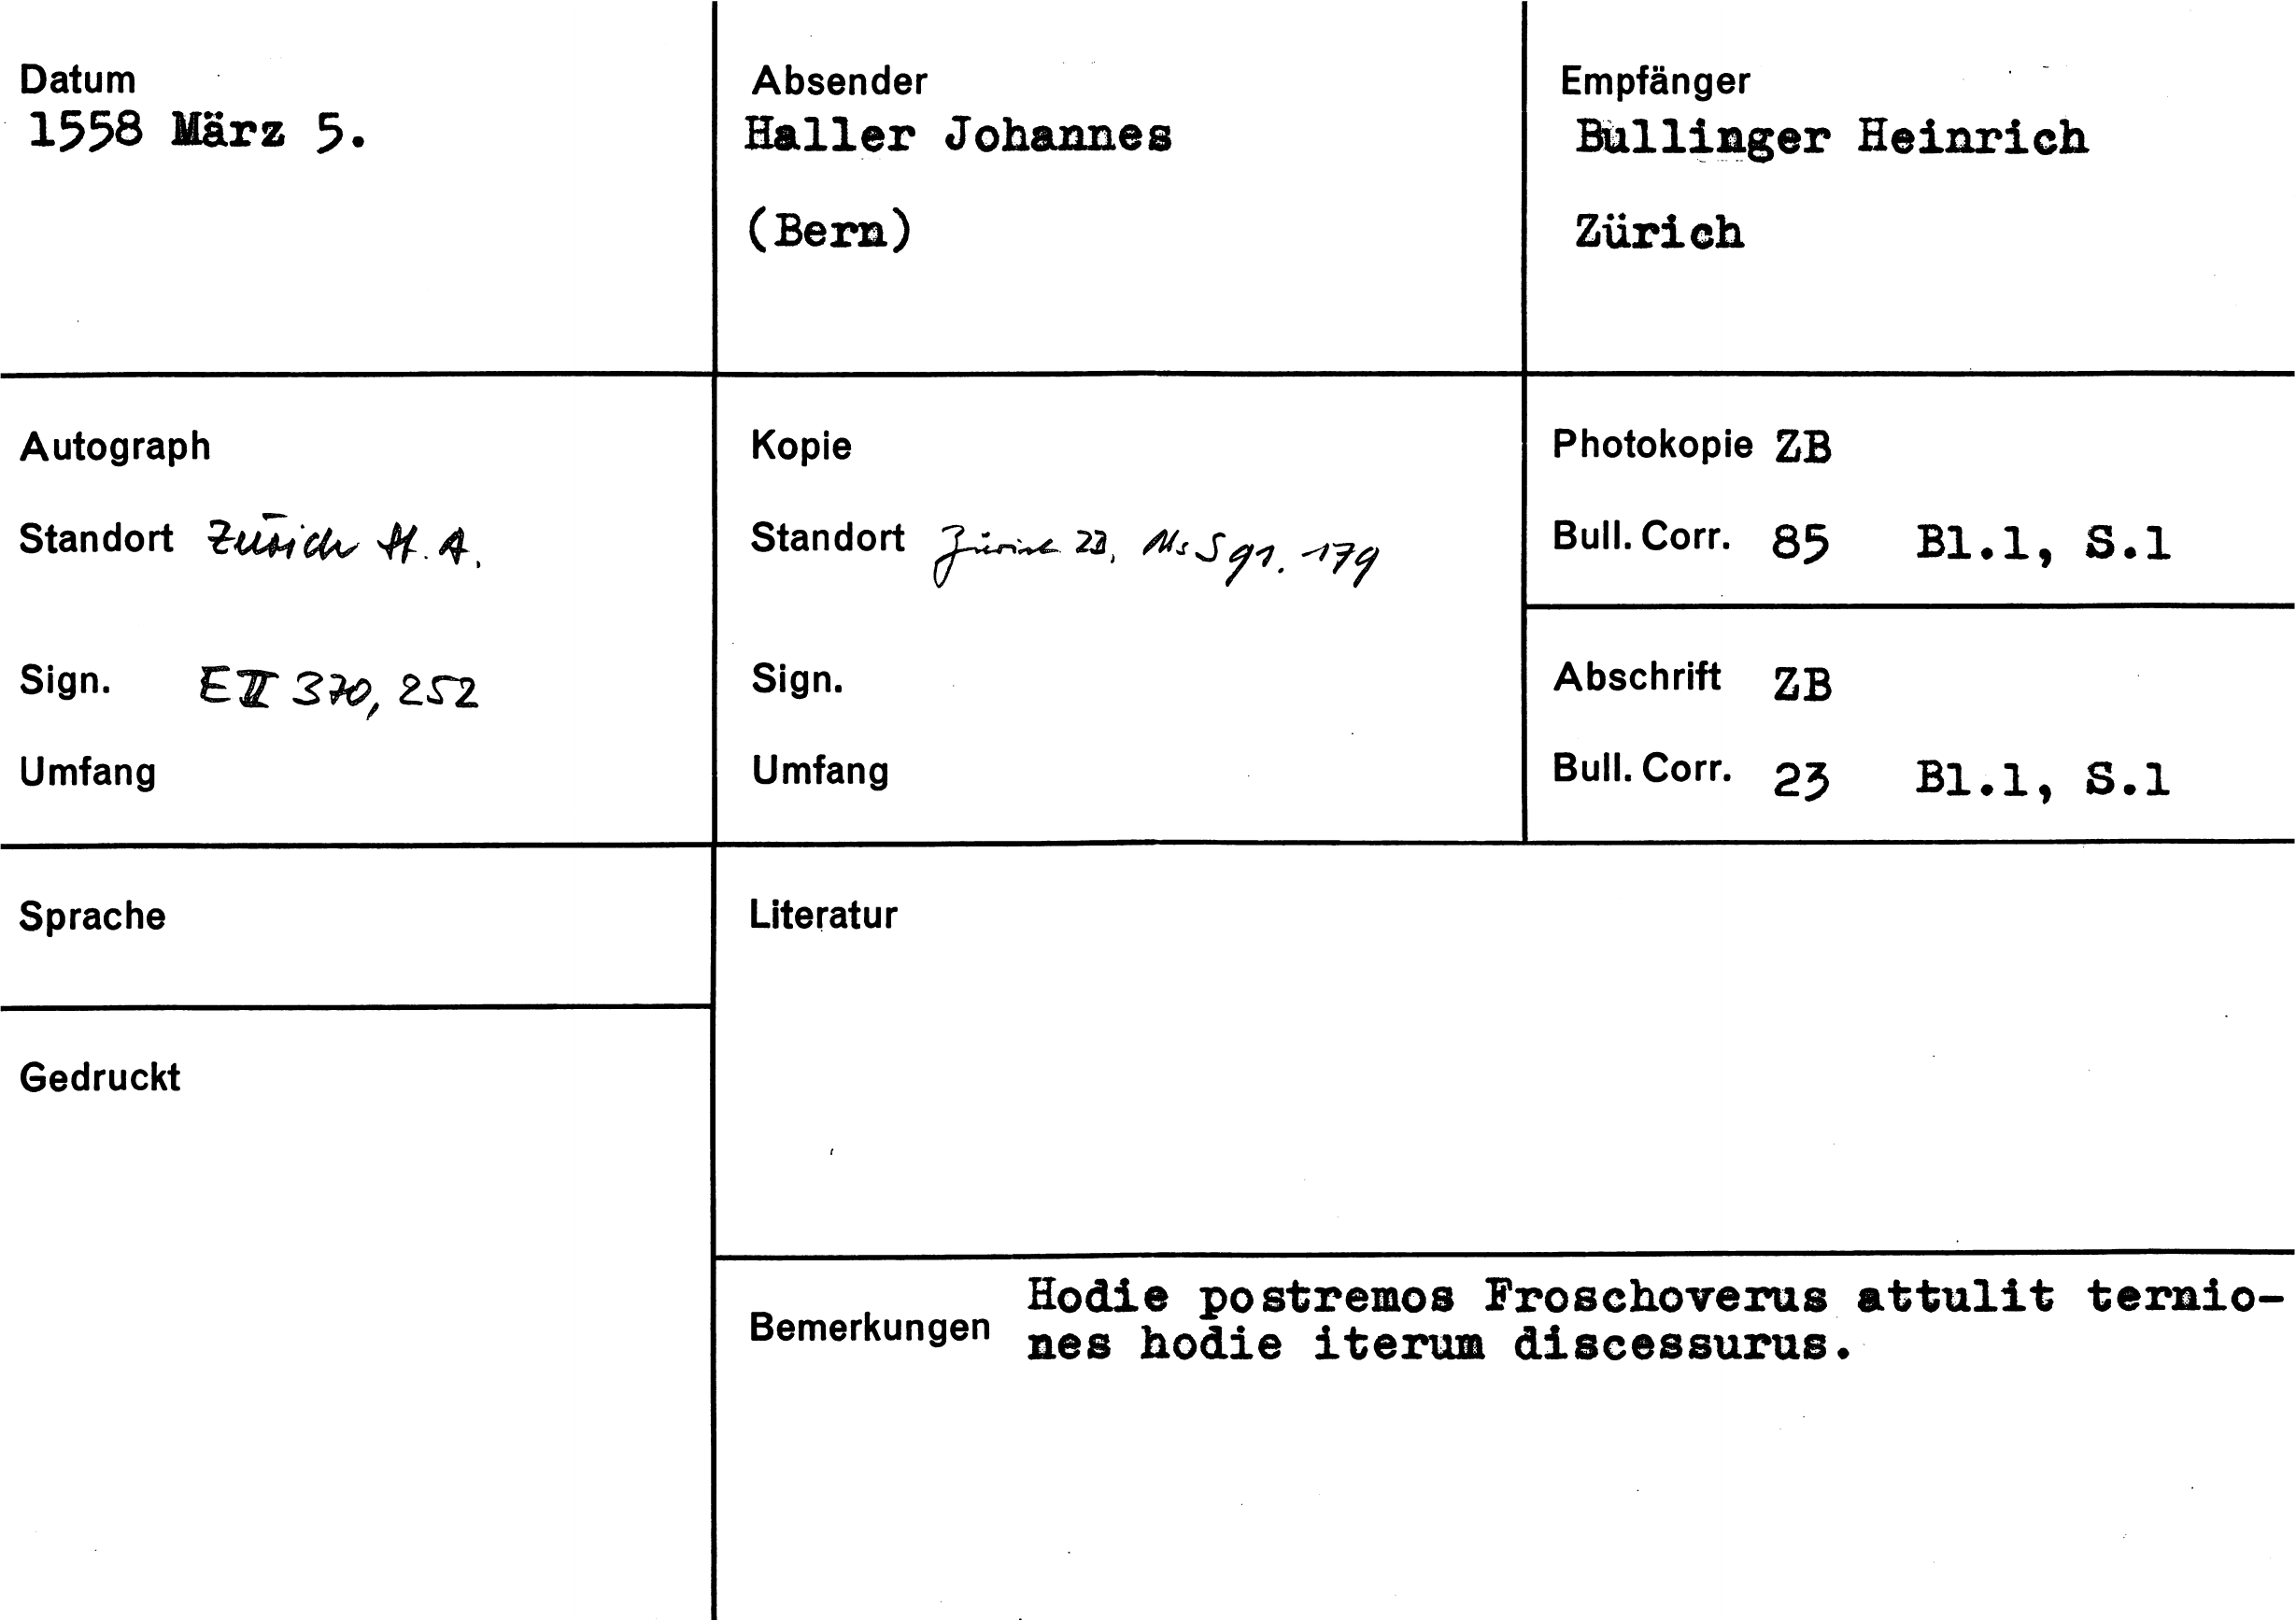 Datum
1558 März 5.
Absender
Haller Johannes
(Bern)
Empfänger
Bullinger Heinrich
Zürich
Autograph
Standort Zürich St. A.
Sign. E II 370, 252
Umfang
Kopie
Standort Zürich ZB, Ms S 91. 179
Sign.
Umfang
Photokopie ZB
Bull. Corr. 85 Bl.1, S.1
Abschrift ZB
Bull. Corr. 23 Bl.1, S.1
Sprache
Gedruckt
Literatur
Bemerkungen Hodie postremos Froschoverus attulit ternio-
nes hodie iterum discessurus.